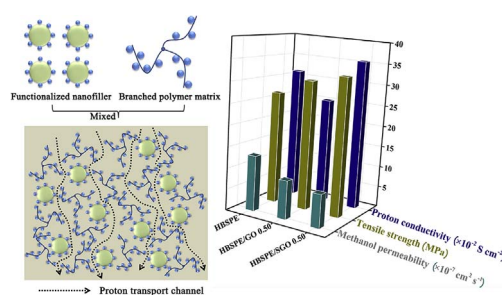 Functionalized nanofiller
Branched polymer matrix
Mixed
Proton transport channel
40
35
30
25
20
15
10
5
HBSPE
HBSPE/GO 0.50
HBSPE/SGO 0.50
Proton conductivity (×10⁻² S cm⁻¹
Tensile strength (MPa)
Methanol permeability (×10⁻⁷ cm² s⁻¹)